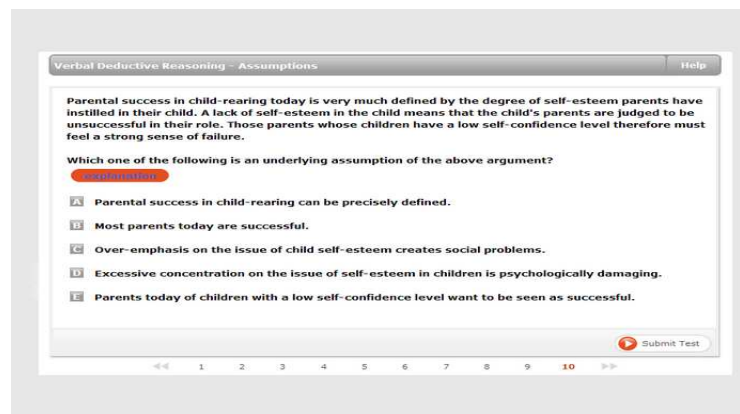 Verbal Deductive Reasoning - Assumptions
Help
Parental success in child-rearing today is very much defined by the degree of self-esteem parents have
instilled in their child. A lack of self-esteem in the child means that the child's parents are judged to be
unsuccessful in their role. Those parents whose children have a low self-confidence level therefore must
feel a strong sense of failure.
Which one of the following is an underlying assumption of the above argument?
explanation
A Parental success in child-rearing can be precisely defined.
B Most parents today are successful.
C Over-emphasis on the issue of child self-esteem creates social problems.
D Excessive concentration on the issue of self-esteem in children is psychologically damaging.
E Parents today of children with a low self-confidence level want to be seen as successful.
Submit Test
1 2 3 4 5 6 7 8 9 10